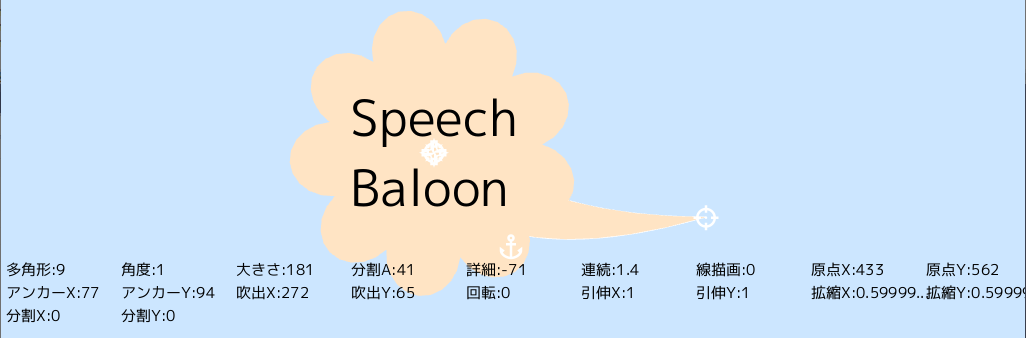 Speech
Baloon
多角形:9 角度:1 大きさ:181 分割A:41 詳細:-71 連続:1.4 線描画:0 原点X:433 原点Y:562
アンカーX:77 アンカーY:94 吹出X:272 吹出Y:65 回転:0 引伸X:1 引伸Y:1 拡縮X:0.59999... 拡縮Y:0.59999
分割X:0 分割Y:0